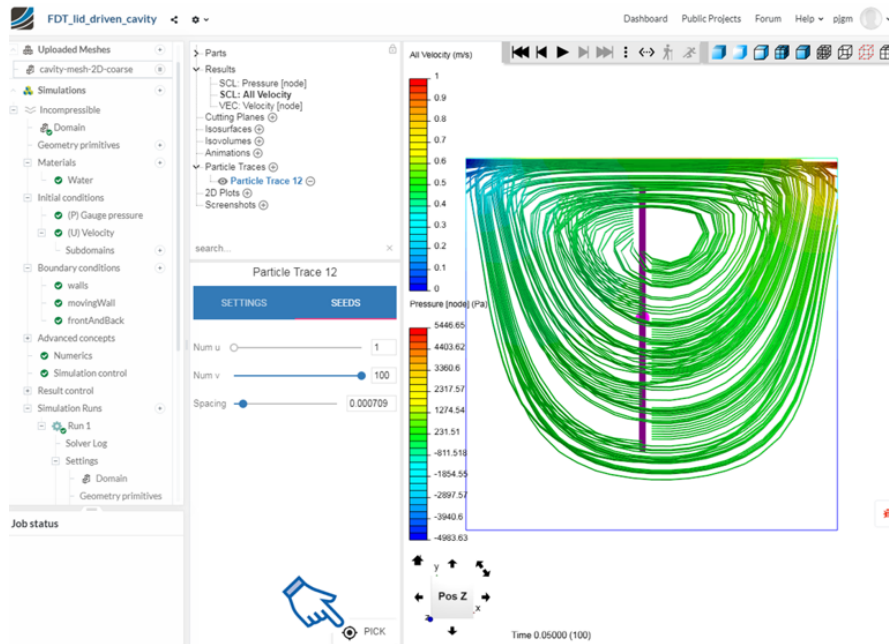 FDT_lid_driven_cavity
Dashboard Public Projects Forum Help pjgm
Uploaded Meshes
cavity-mesh-2D-coarse
Simulations
Incompressible
Domain
Geometry primitives
Materials
Water
Initial conditions
(P) Gauge pressure
(U) Velocity
Subdomains
Boundary conditions
walls
movingWall
frontAndBack
Advanced concepts
Numerics
Simulation control
Result control
Simulation Runs
Run 1
Solver Log
Settings
Domain
Geometry primitives
Job status
Parts
Results
SCL: Pressure [node]
SCL: All Velocity
VEC: Velocity [node]
Cutting Planes
Isosurfaces
Isovolumes
Animations
Particle Traces
Particle Trace 12
2D Plots
Screenshots
search...
Particle Trace 12
SETTINGS SEEDS
Num u 1
Num v 100
Spacing 0.000709
PICK
All Velocity (m/s)
1
0.9
0.8
0.7
0.6
0.5
0.4
0.3
0.2
0.1
0
Pressure [node] (Pa)
5446.65
4403.62
3360.6
2317.57
1274.54
231.51
-811.518
-1854.55
-2897.57
-3940.6
-4983.63
y
Pos Z
x
z
Time 0.05000 (100)